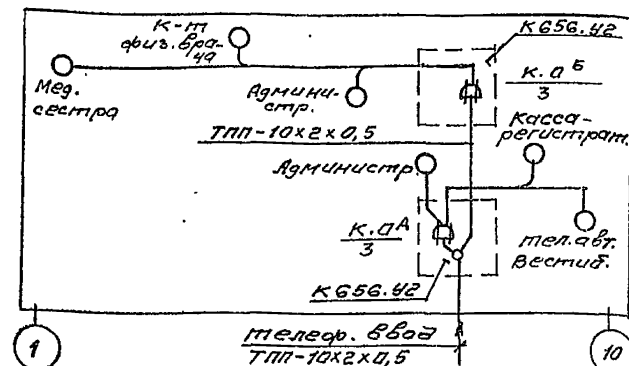 К-т
физ. вра-
ча
К656.У2
Мед.
сестра
Админи-
стр.
К.О Б
3
Касса-
регистрат.
ТПП-10х2х0,5
Администр.
К.О А
3
тел. авт.
вестиб.
К656.У2
1
телеф. ввод
ТПП-10х2х0,5
10